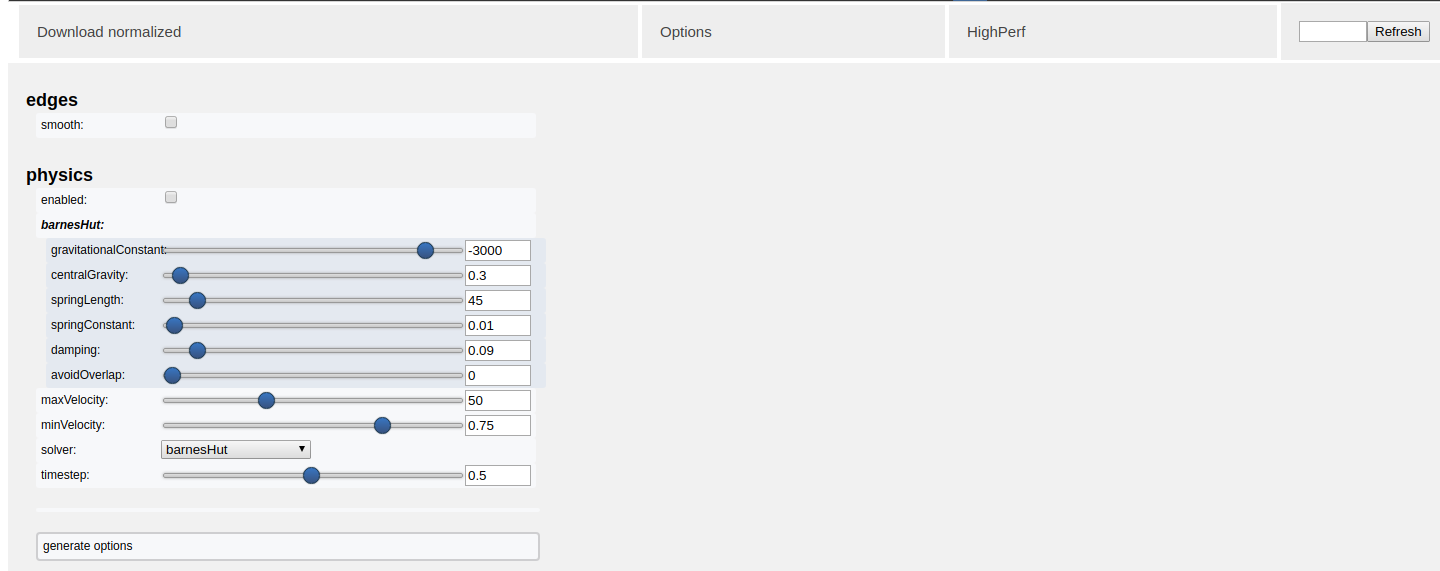 Download normalized
Options
HighPerf
Refresh
edges
smooth:
physics
enabled:
barnesHut:
gravitationalConstant: -3000
centralGravity: 0.3
springLength: 45
springConstant: 0.01
damping: 0.09
avoidOverlap: 0
maxVelocity: 50
minVelocity: 0.75
solver: barnesHut
timestep: 0.5
generate options